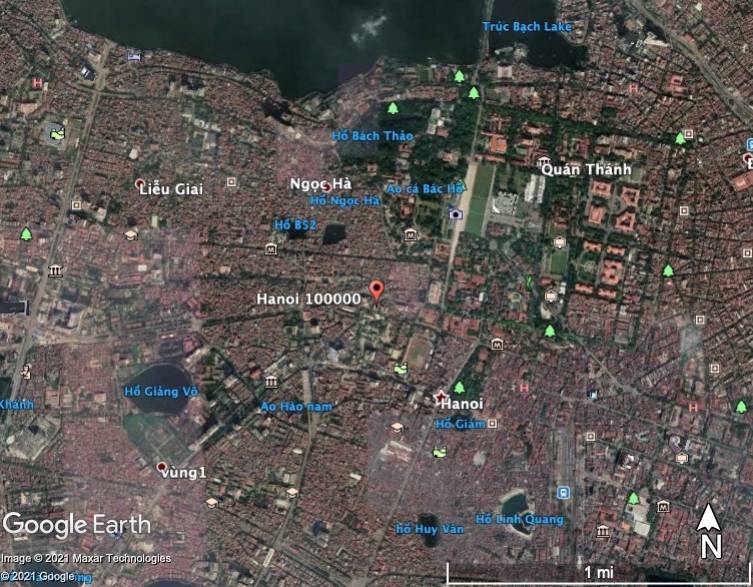 Trúc Bạch Lake
H
H
Hồ Bách Thảo
Quán Thánh
Liễu Giai
Ngọc Hà
Ao cá Bác Hồ
Hồ Ngọc Hà
Hồ B52
Hanoi 100000
Hồ Giảng Võ
Khánh
Ao Hào nam
H
H
Hanoi
Hồ Giám
vùng1
Hồ Linh Quang
hồ Huy Văn
Google Earth
N
Image © 2021 Maxar Technologies
© 2021 Google
1 mi